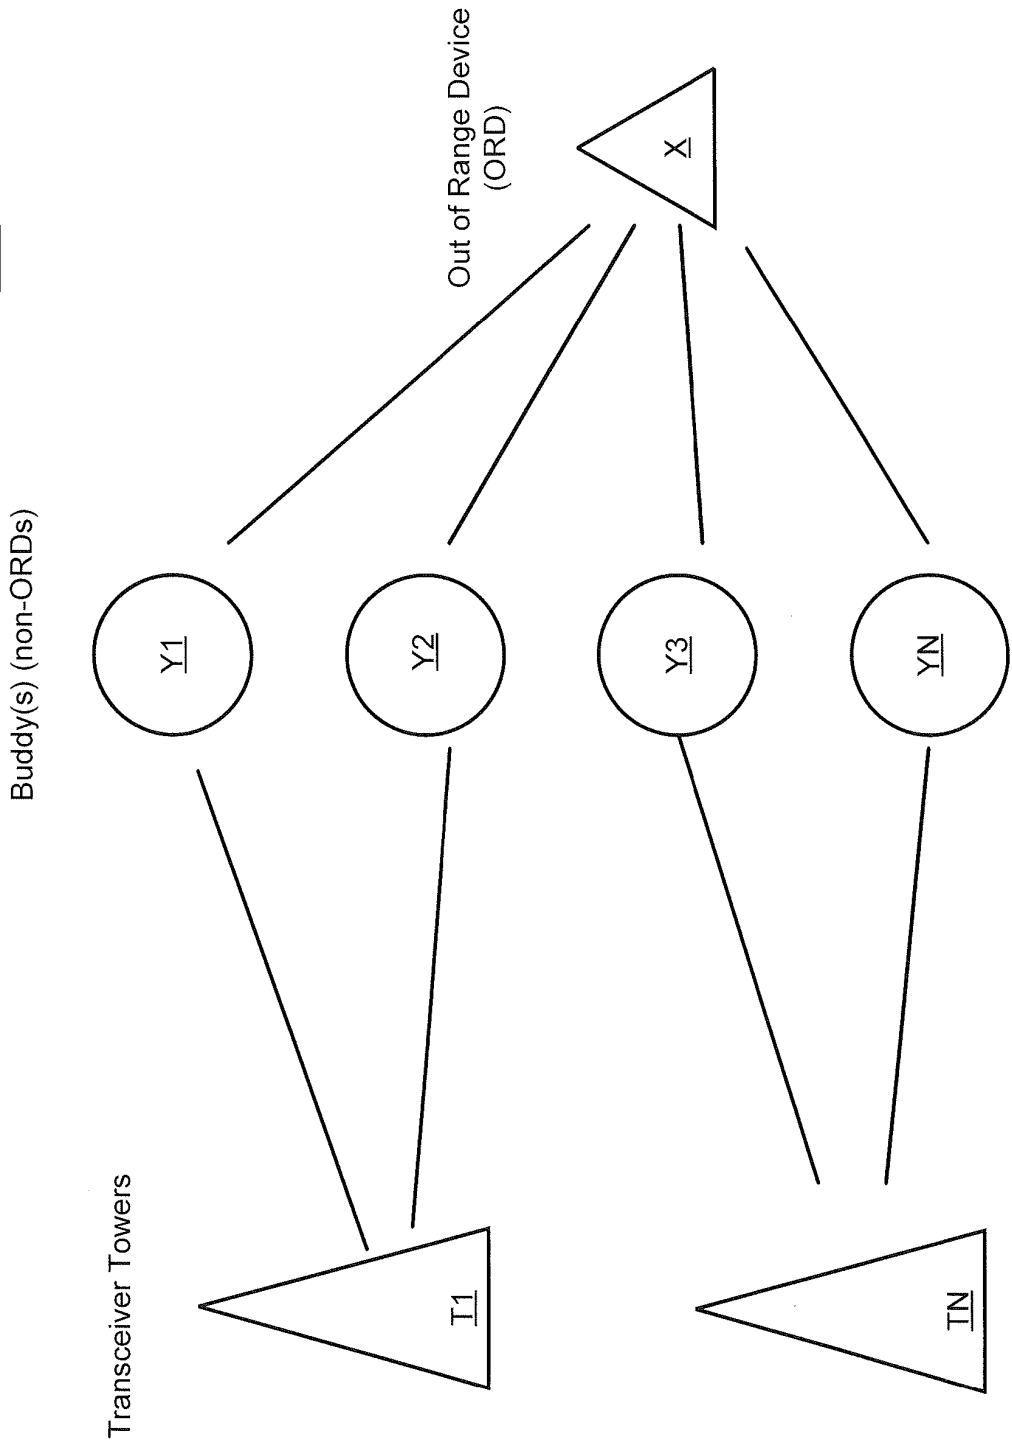 Buddy(s) (non-ORDs)
Transceiver Towers
Out of Range Device
(ORD)
Y1
Y2
Y3
YN
T1
TN
X